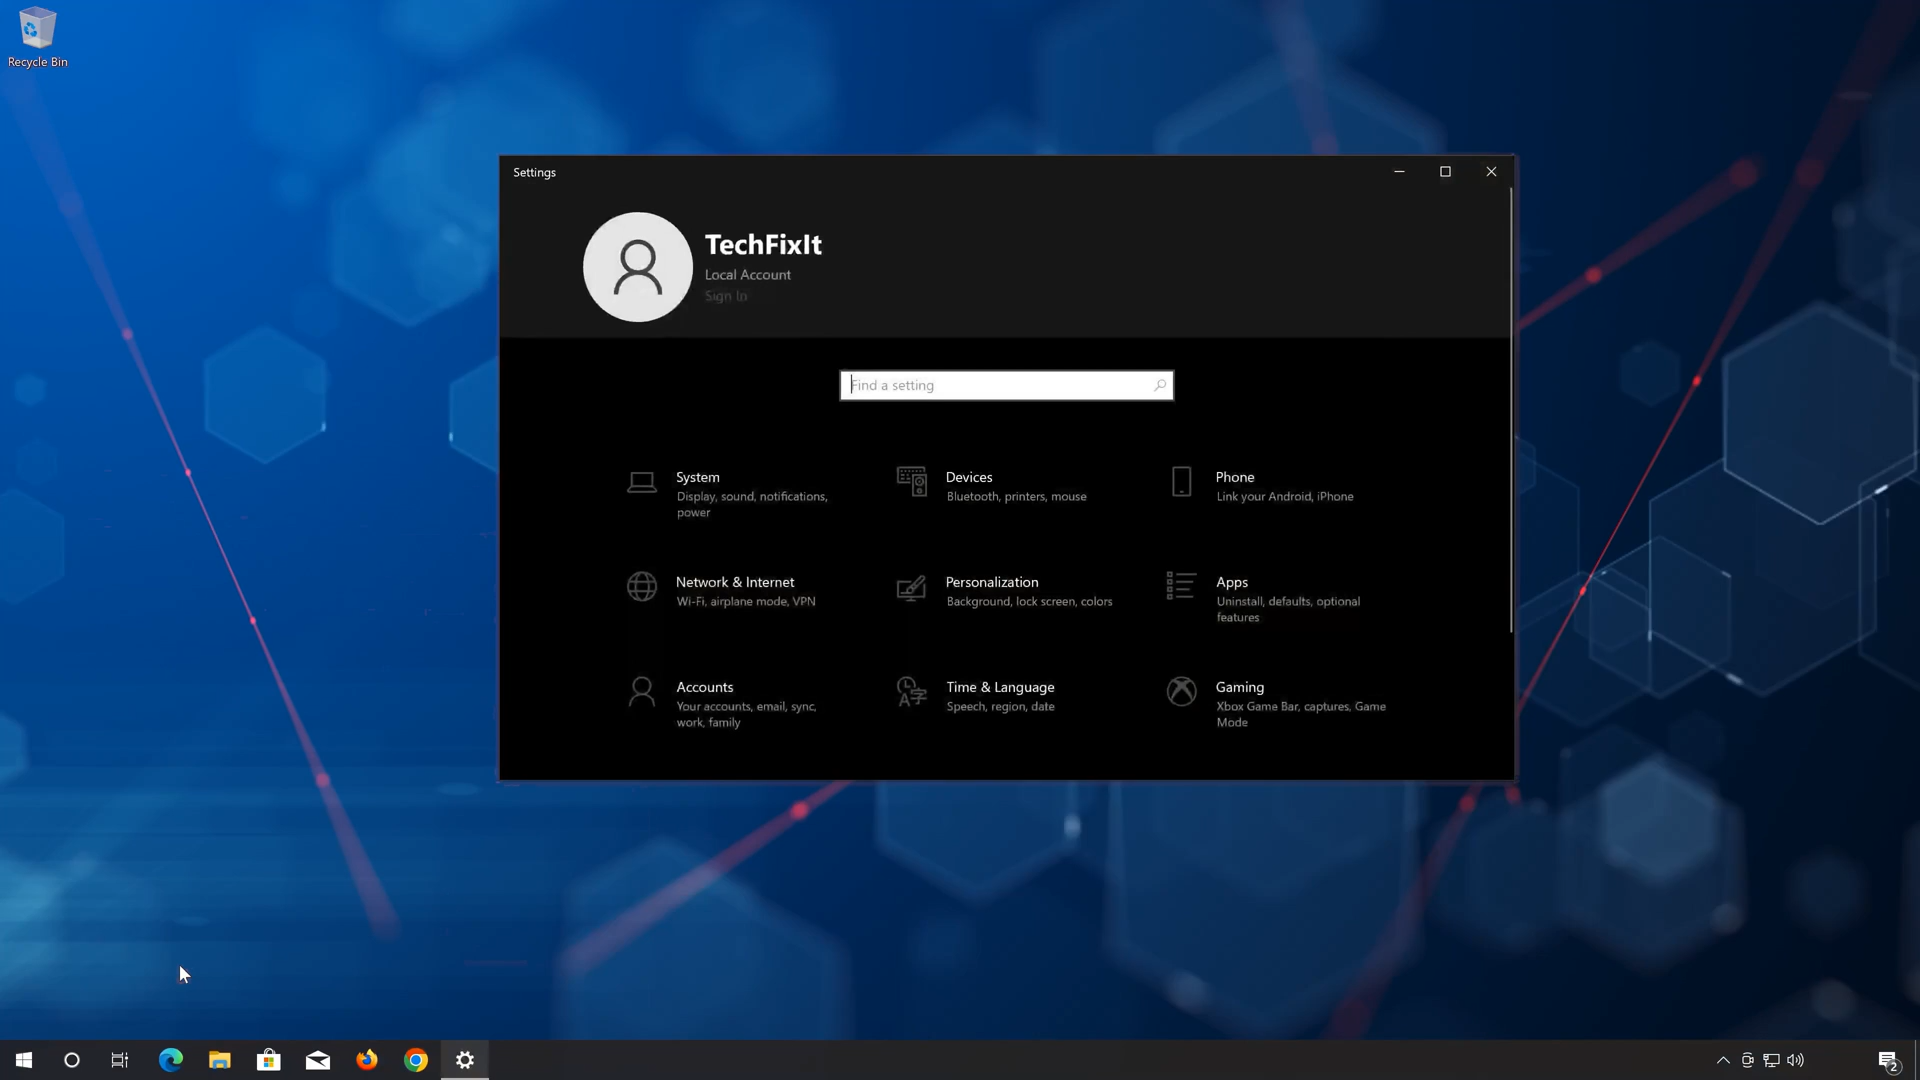 Recycle Bin
Settings
TechFixIt
Local Account
Sign In
Find a setting
System
Display, sound, notifications,
power
Devices
Bluetooth, printers, mouse
Phone
Link your Android, iPhone
Network & Internet
Wi-Fi, airplane mode, VPN
Personalization
Background, lock screen, colors
Apps
Uninstall, defaults, optional
features
Accounts
Your accounts, email, sync,
work, family
Time & Language
Speech, region, date
Gaming
Xbox Game Bar, captures, Game
Mode
2